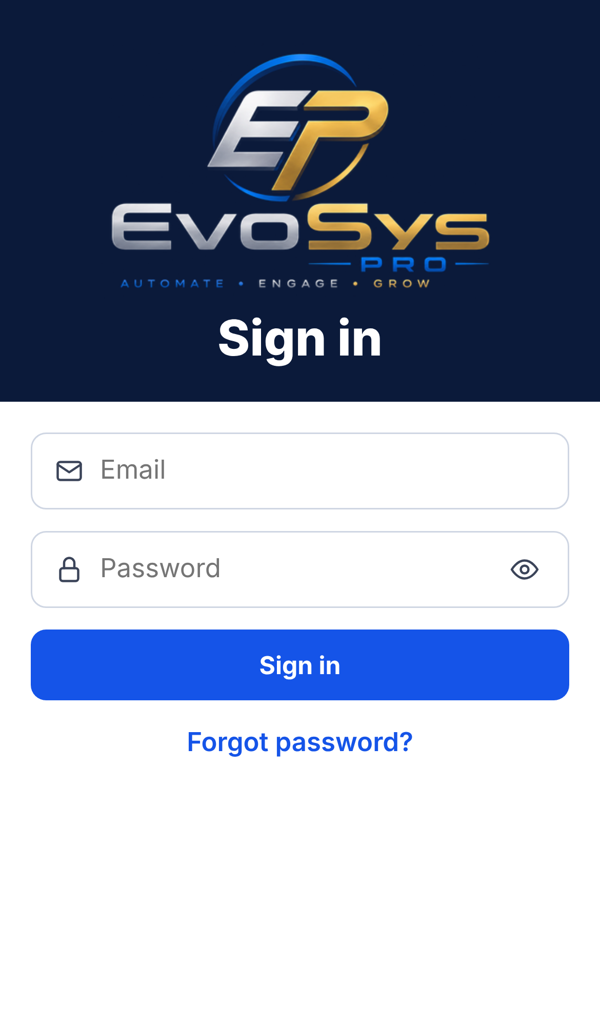 EP
EvoSys
PRO
AUTOMATE • ENGAGE • GROW
Sign in
Email
Password
Sign in
Forgot password?